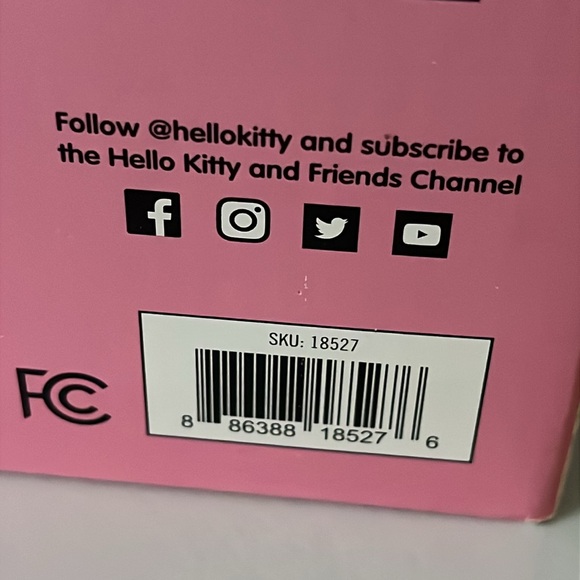 Follow @hellokitty and subscribe to
the Hello Kitty and Friends Channel
SKU: 18527
8 86388 18527 6
FC